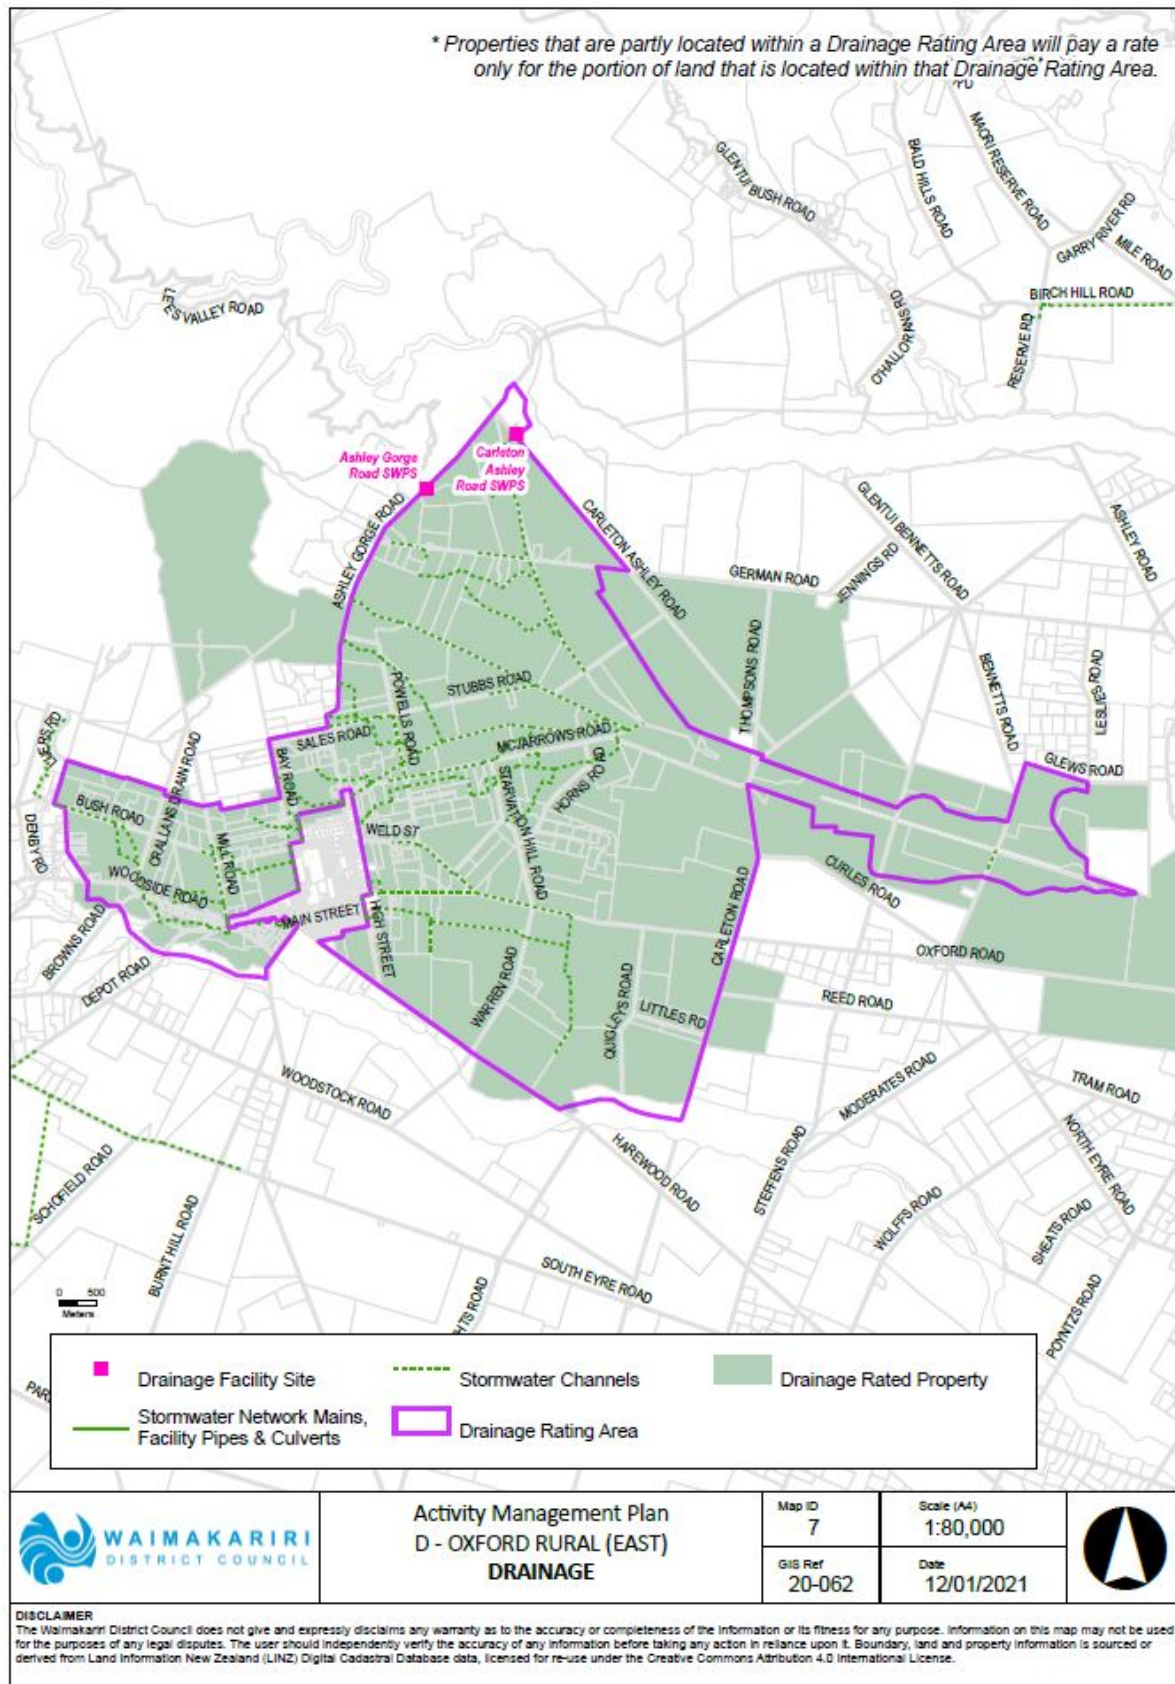 * Properties that are partly located within a Drainage Rating Area will pay a rate
only for the portion of land that is located within that Drainage Rating Area.
MAORI RESERVE ROAD
BALD HILLS ROAD
GLENTUI BUSH ROAD
GARRY RIVER RD
MILE ROAD
BIRCH HILL ROAD
LEES VALLEY ROAD
O'HALLORANS RD
RESERVE RD
Ashley Gorge
Road SWPS
Carleton
Ashley
Road SWPS
ASHLEY GORGE ROAD
CARLETON ASHLEY ROAD
GLENTUI BENNETTS ROAD
ASHLEY ROAD
GERMAN ROAD
JENNINGS RD
THOMPSONS ROAD
BENNETTS ROAD
LESLIES ROAD
POWELLS ROAD
STUBBS ROAD
SALES ROAD
MCJARROWS ROAD
BAY ROAD
GLEWS ROAD
CRALLANS DRAIN ROAD
STARVATION HILL ROAD
HORNS ROAD
BUSH ROAD
DENBY RD
MILL ROAD
WELD ST
WOODSIDE ROAD
CURLES ROAD
CARLETON ROAD
MAIN STREET
HIGH STREET
BROWNS ROAD
DEPOT ROAD
OXFORD ROAD
WARREN ROAD
QUIGLEYS ROAD
LITTLES RD
REED ROAD
WOODSTOCK ROAD
MODERATES ROAD
TRAM ROAD
NORTH EYRE ROAD
HAREWOOD ROAD
STEFFENS ROAD
SCHOFIELD ROAD
BURNT HILL ROAD
WOLFFS ROAD
SHEATS ROAD
SOUTH EYRE ROAD
POYNTZS ROAD
HTS ROAD
0 500
Meters
Drainage Facility Site
Stormwater Channels
Drainage Rated Property
Stormwater Network Mains,
Facility Pipes & Culverts
Drainage Rating Area
WAIMAKARIRI
DISTRICT COUNCIL
Activity Management Plan
D - OXFORD RURAL (EAST)
DRAINAGE
Map ID
7
Scale (A4)
1:80,000
GIS Ref
20-062
Date
12/01/2021
DISCLAIMER
The Waimakariri District Council does not give and expressly disclaims any warranty as to the accuracy or completeness of the information or its fitness for any purpose. Information on this map may not be used
for the purposes of any legal disputes. The user should independently verify the accuracy of any information before taking any action in reliance upon it. Boundary, land and property information is sourced or
derived from Land Information New Zealand (LINZ) Digital Cadastral Database data, licensed for re-use under the Creative Commons Attribution 4.0 International License.